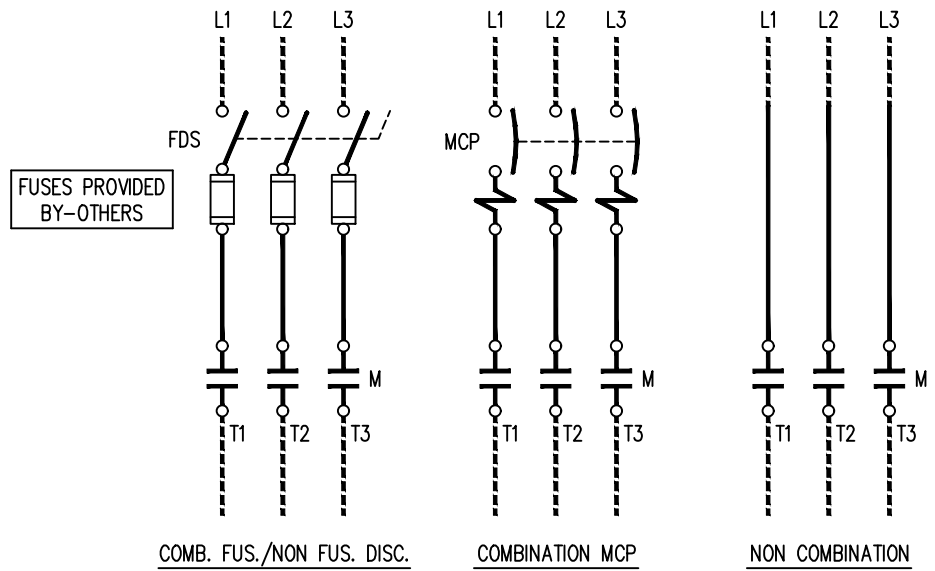 L1 L2 L3
FDS
FUSES PROVIDED
BY-OTHERS
M
T1 T2 T3
COMB. FUS./NON FUS. DISC.
L1 L2 L3
MCP
M
T1 T2 T3
COMBINATION MCP
L1 L2 L3
M
T1 T2 T3
NON COMBINATION